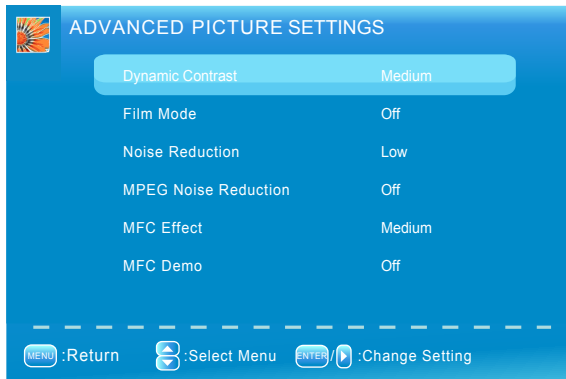 ADVANCED PICTURE SETTINGS
Dynamic Contrast Medium
Film Mode Off
Noise Reduction Low
MPEG Noise Reduction Off
MFC Effect Medium
MFC Demo Off
MENU :Return :Select Menu ENTER / :Change Setting